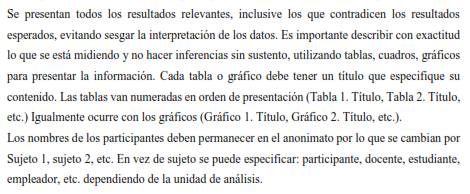 Se presentan todos los resultados relevantes, inclusive los que contradicen los resultados
esperados, evitando sesgar la interpretación de los datos. Es importante describir con exactitud
lo que se está midiendo y no hacer inferencias sin sustento, utilizando tablas, cuadros, gráficos
para presentar la información. Cada tabla o gráfico debe tener un título que especifique su
contenido. Las tablas van numeradas en orden de presentación (Tabla 1. Título, Tabla 2. Título,
etc.) Igualmente ocurre con los gráficos (Gráfico 1. Título, Gráfico 2. Título, etc.).
Los nombres de los participantes deben permanecer en el anonimato por lo que se cambian por
Sujeto 1, sujeto 2, etc. En vez de sujeto se puede especificar: participante, docente, estudiante,
empleador, etc. dependiendo de la unidad de análisis.